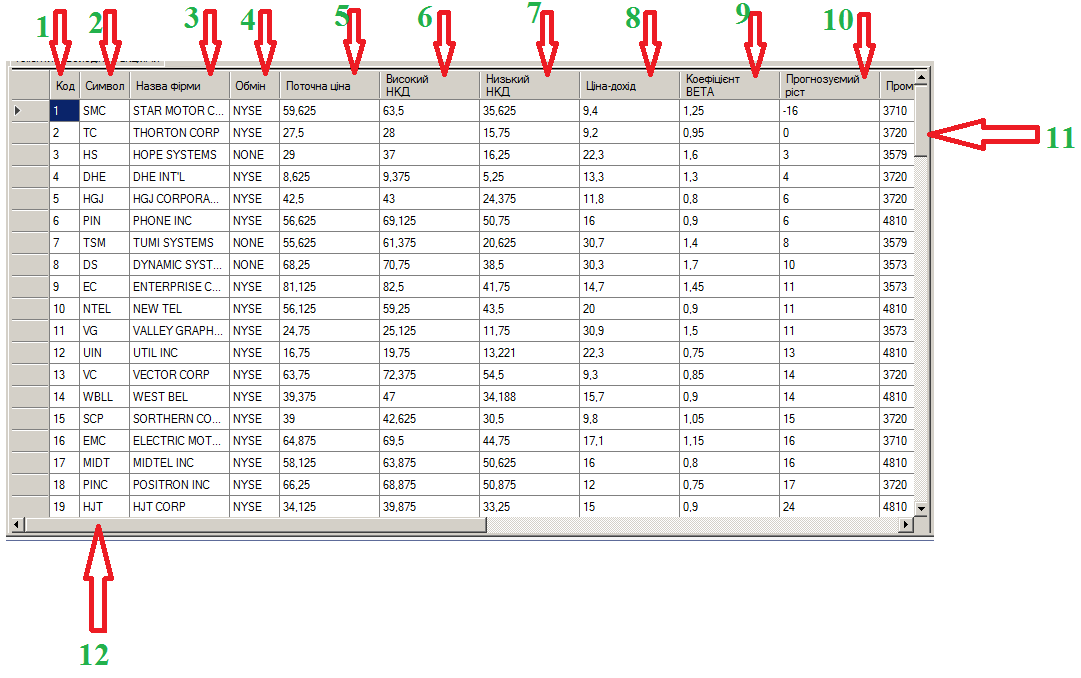 1 2 3 4 5 6 7 8 9 10
Код Символ Назва фірми Обмін Поточна ціна Високий НКД Низький НКД Ціна-дохід Коефіцієнт BETA Прогнозуємий ріст Пром
1 SMC STAR MOTOR C... NYSE 59,625 63,5 35,625 9,4 1,25 -16 3710
2 TC THORTON CORP NYSE 27,5 28 15,75 9,2 0,95 0 3720
3 HS HOPE SYSTEMS NONE 29 37 16,25 22,3 1,6 3 3579
4 DHE DHE INT'L NYSE 8,625 9,375 5,25 13,3 1,3 4 3720
5 HGJ HGJ CORPORA... NYSE 42,5 43 24,375 11,8 0,8 6 3720
6 PIN PHONE INC NYSE 56,625 69,125 50,75 16 0,9 6 4810
7 TSM TUMI SYSTEMS NONE 55,625 61,375 20,625 30,7 1,4 8 3579
8 DS DYNAMIC SYST... NONE 68,25 70,75 38,5 30,3 1,7 10 3573
9 EC ENTERPRISE C... NYSE 81,125 82,5 41,75 14,7 1,45 11 3573
10 NTEL NEW TEL NYSE 56,125 59,25 43,5 20 0,9 11 4810
11 VG VALLEY GRAPH... NYSE 24,75 25,125 11,75 30,9 1,5 11 3573
12 UIN UTIL INC NYSE 16,75 19,75 13,221 22,3 0,75 13 4810
13 VC VECTOR CORP NYSE 63,75 72,375 54,5 9,3 0,85 14 3720
14 WBLL WEST BEL NYSE 39,375 47 34,188 15,7 0,9 14 4810
15 SCP SORTHERN CO... NYSE 39 42,625 30,5 9,8 1,05 15 3720
16 EMC ELECTRIC MOT... NYSE 64,875 69,5 44,75 17,1 1,15 16 3710
17 MIDT MIDTEL INC NYSE 58,125 63,875 50,625 16 0,8 16 4810
18 PINC POSITRON INC NYSE 66,25 68,875 50,875 12 0,75 17 3720
19 HJT HJT CORP NYSE 34,125 39,875 33,25 15 0,9 24 4810
11
12